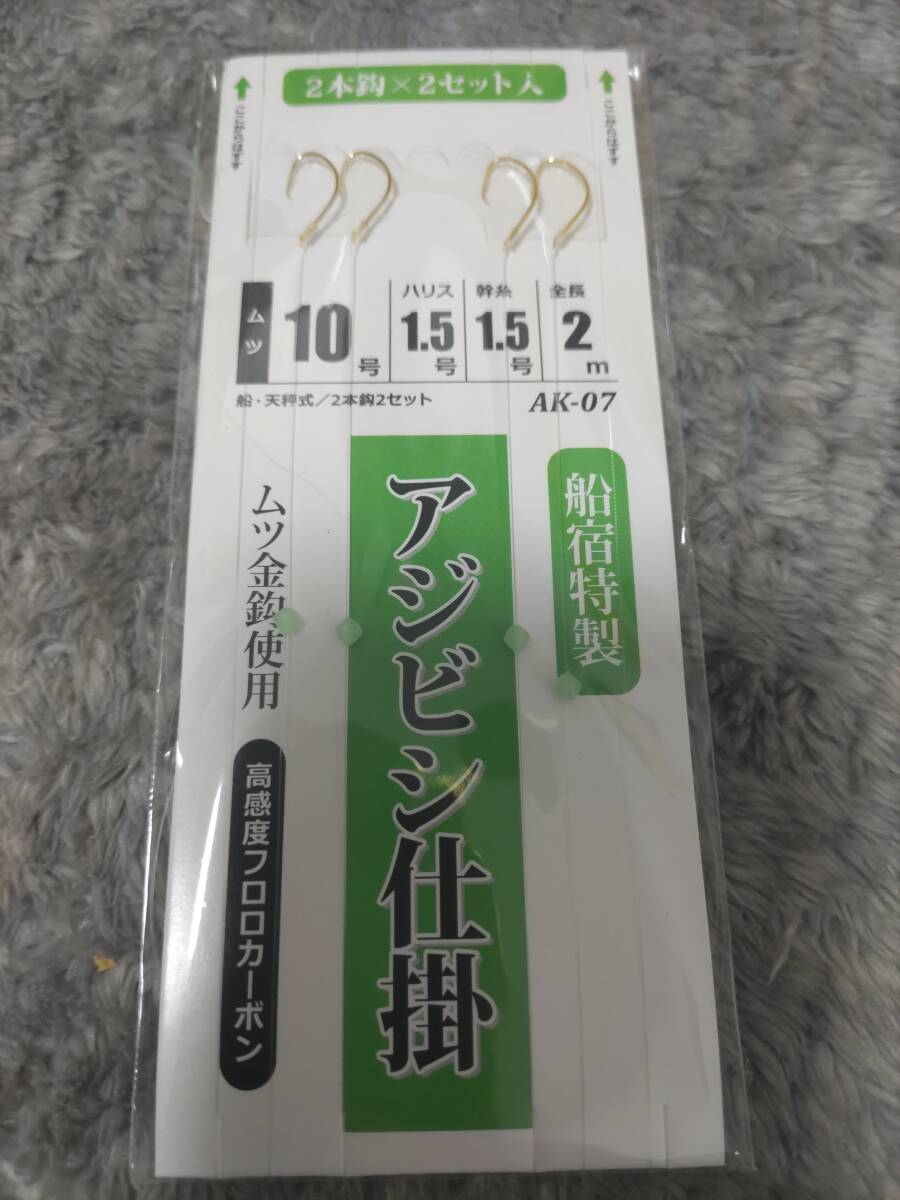 2本鈎×2セット入
ここからはずす
ここからはずす
ムツ
10号
ハリス
1.5号
幹糸
1.5号
全長
2m
船・天秤式/2本鈎2セット
AK-07
船宿特製
アジビシ仕掛
ムツ金鈎使用
高感度フロロカーボン